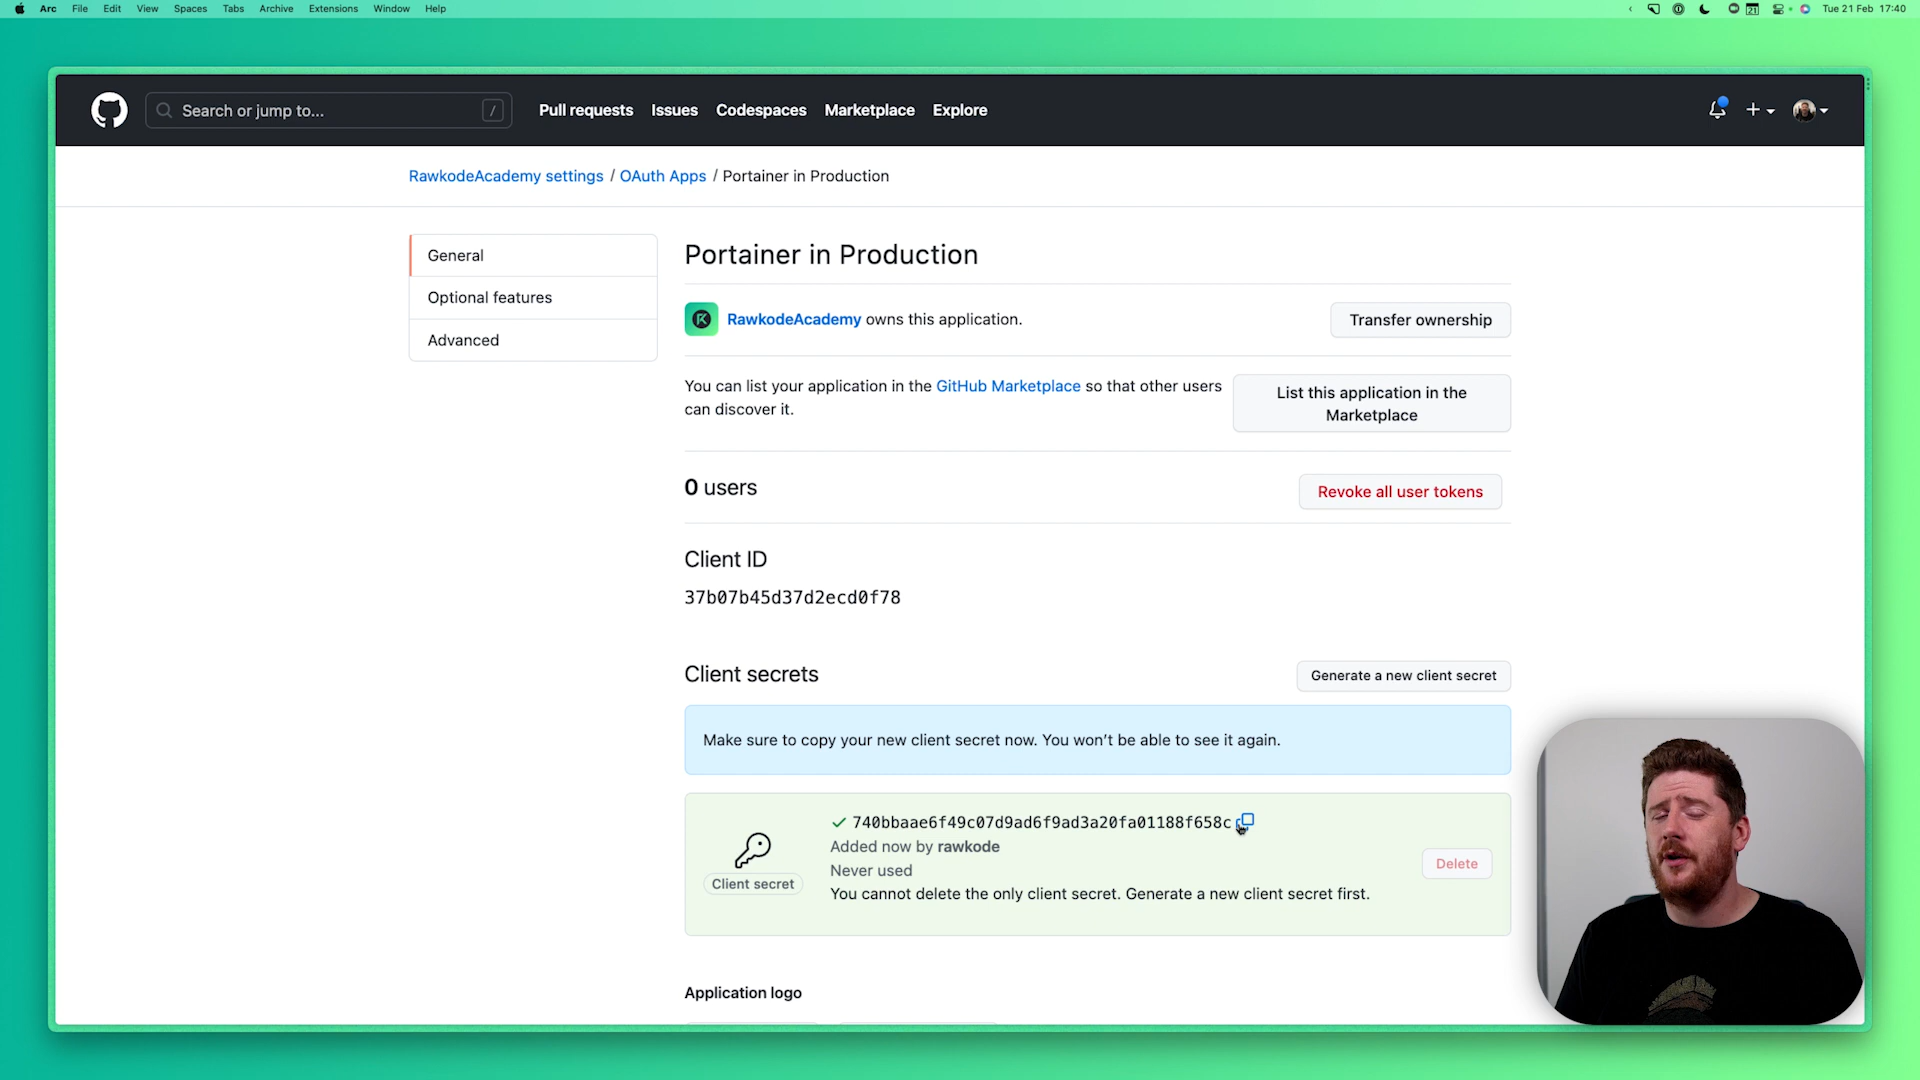 Arc File Edit View Spaces Tabs Archive Extensions Window Help
21 Tue 21 Feb 17:40
Search or jump to... /
Pull requests Issues Codespaces Marketplace Explore
RawkodeAcademy settings / OAuth Apps / Portainer in Production
General
Optional features
Advanced
Portainer in Production
RawkodeAcademy owns this application.
Transfer ownership
You can list your application in the GitHub Marketplace so that other users
can discover it.
List this application in the
Marketplace
0 users
Revoke all user tokens
Client ID
37b07b45d37d2ecd0f78
Client secrets
Generate a new client secret
Make sure to copy your new client secret now. You won’t be able to see it again.
740bbaae6f49c07d9ad6f9ad3a20fa01188f658c
Added now by rawkode
Never used
You cannot delete the only client secret. Generate a new client secret first.
Client secret
Delete
Application logo